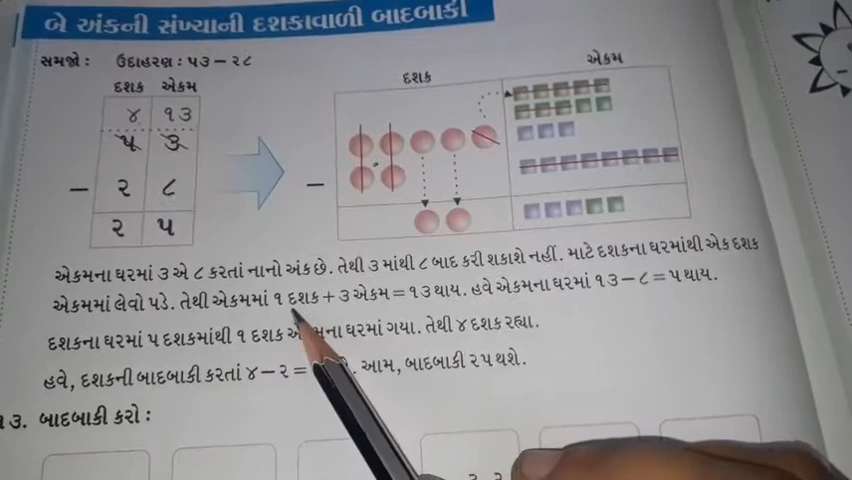 બે અંકની સંખ્યાની દશકાવાળી બાદબાકી
સમજો : ઉદાહરણ : ૫૩ – ૨૮
દશક એકમ
૪ ૧૩
૫ ૩
– ૨ ૮
૨ ૫
દશક એકમ
–
એકમના ઘરમાં ૩ એ ૮ કરતાં નાનો અંક છે. તેથી ૩ માંથી ૮ બાદ કરી શકાશે નહીં. માટે દશકના ઘરમાંથી એક દશક
એકમમાં લેવો પડે. તેથી એકમમાં ૧ દશક + ૩ એકમ = ૧૩ થાય. હવે એકમના ઘરમાં ૧૩ – ૮ = ૫ થાય.
દશકના ઘરમાં ૫ દશકમાંથી ૧ દશક ઘરમાં ગયા. તેથી ૪ દશક રહ્યા.
હવે, દશકની બાદબાકી કરતાં ૪ – ૨ = આમ, બાદબાકી ૨૫ થશે.
૧૩. બાદબાકી કરો :